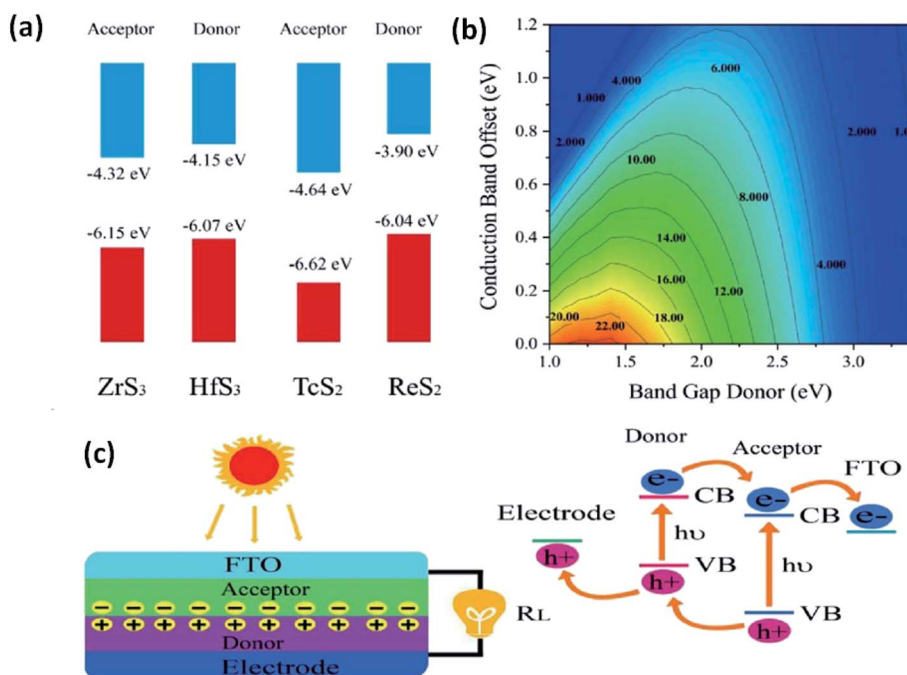 (a)
Acceptor Donor Acceptor Donor
-4.32 eV -4.15 eV -4.64 eV -3.90 eV
-6.15 eV -6.07 eV -6.62 eV -6.04 eV
ZrS3 HfS3 TcS2 ReS2
(b)
Conduction Band Offset (eV)
1.2
1.0
0.8
0.6
0.4
0.2
0.0
1.000 4.000 6.000 2.000
2.000 10.00 8.000
14.00 4.000
16.00 12.00
20.00 18.00
22.00
1.0 1.5 2.0 2.5 3.0
Band Gap Donor (eV)
(c)
FTO
Acceptor
− − − − − − − − − −
+ + + + + + + + + +
Donor
Electrode
RL
Donor
Acceptor
FTO
e-
CB
e-
CB
e-
Electrode
hυ
h+
VB
h+
hυ
VB
h+